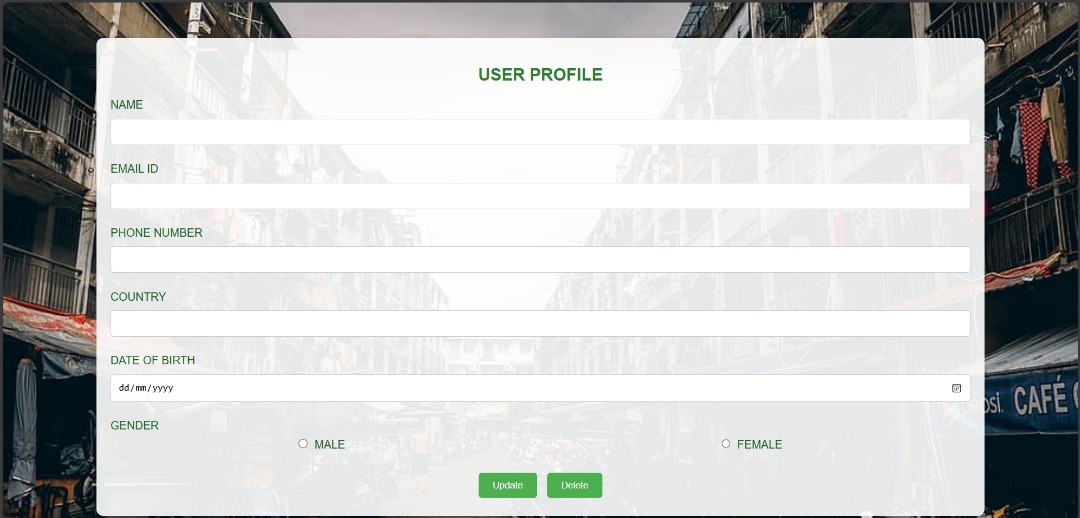 USER PROFILE
NAME
EMAIL ID
PHONE NUMBER
COUNTRY
DATE OF BIRTH
dd/mm/yyyy
GENDER
MALE FEMALE
Update Delete
CAFÉ